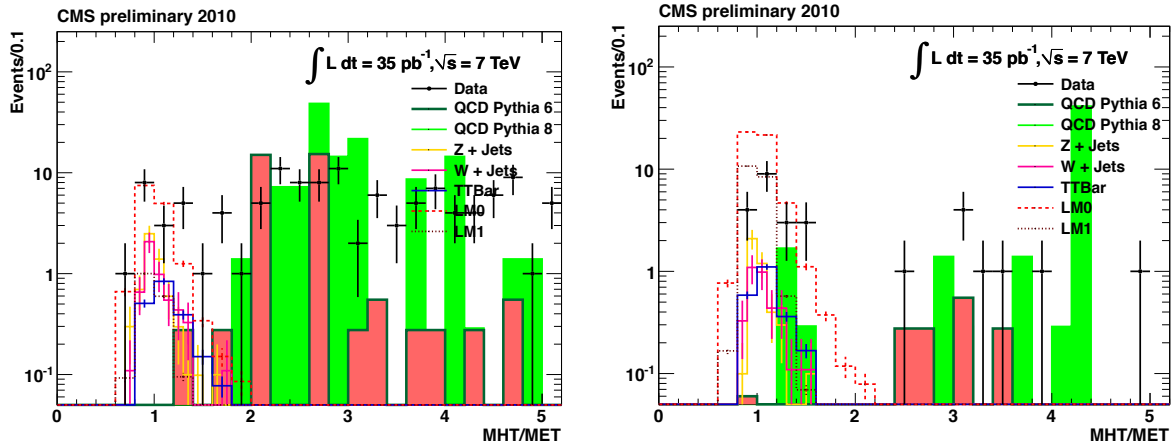 CMS preliminary 2010
Events/0.1
10²
10
1
10⁻¹
∫ L dt = 35 pb⁻¹,√s = 7 TeV
Data
QCD Pythia 6
QCD Pythia 8
Z + Jets
W + Jets
TTBar
LM0
LM1
0 1 2 3 4 5
MHT/MET
CMS preliminary 2010
Events/0.1
10²
10
1
10⁻¹
∫ L dt = 35 pb⁻¹,√s = 7 TeV
Data
QCD Pythia 6
QCD Pythia 8
Z + Jets
W + Jets
TTBar
LM0
LM1
0 1 2 3 4 5
MHT/MET